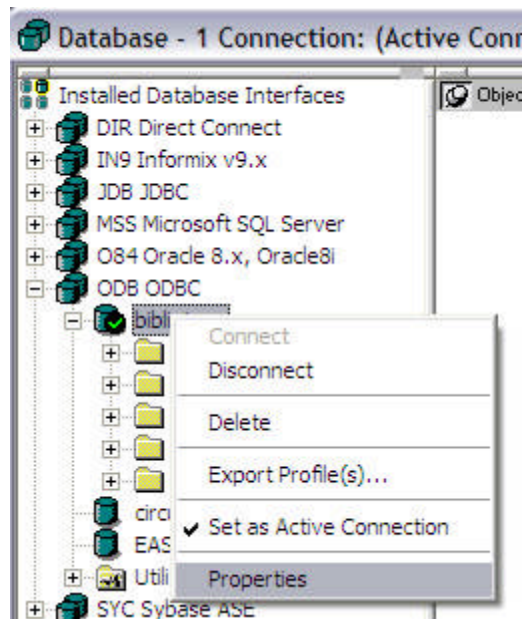 Database - 1 Connection: (Active Conn
Installed Database Interfaces
Objec
DIR Direct Connect
IN9 Informix v9.x
JDB JDBC
MSS Microsoft SQL Server
O84 Oracle 8.x, Oracle8i
ODB ODBC
bibli
Connect
Disconnect
Delete
Export Profile(s)...
circ
Set as Active Connection
EAS
Utili
Properties
SYC Sybase ASE